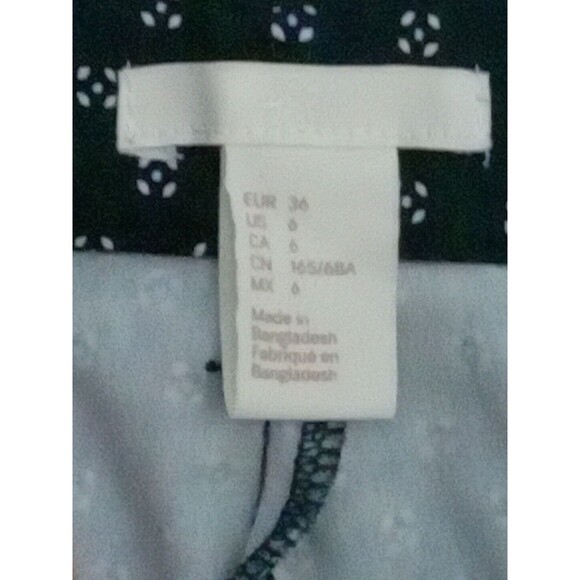 EUR 36
US 6
CA 6
CN 165/68A
MX 6
Made in
Bangladesh
Fabriqué en
Bangladesh